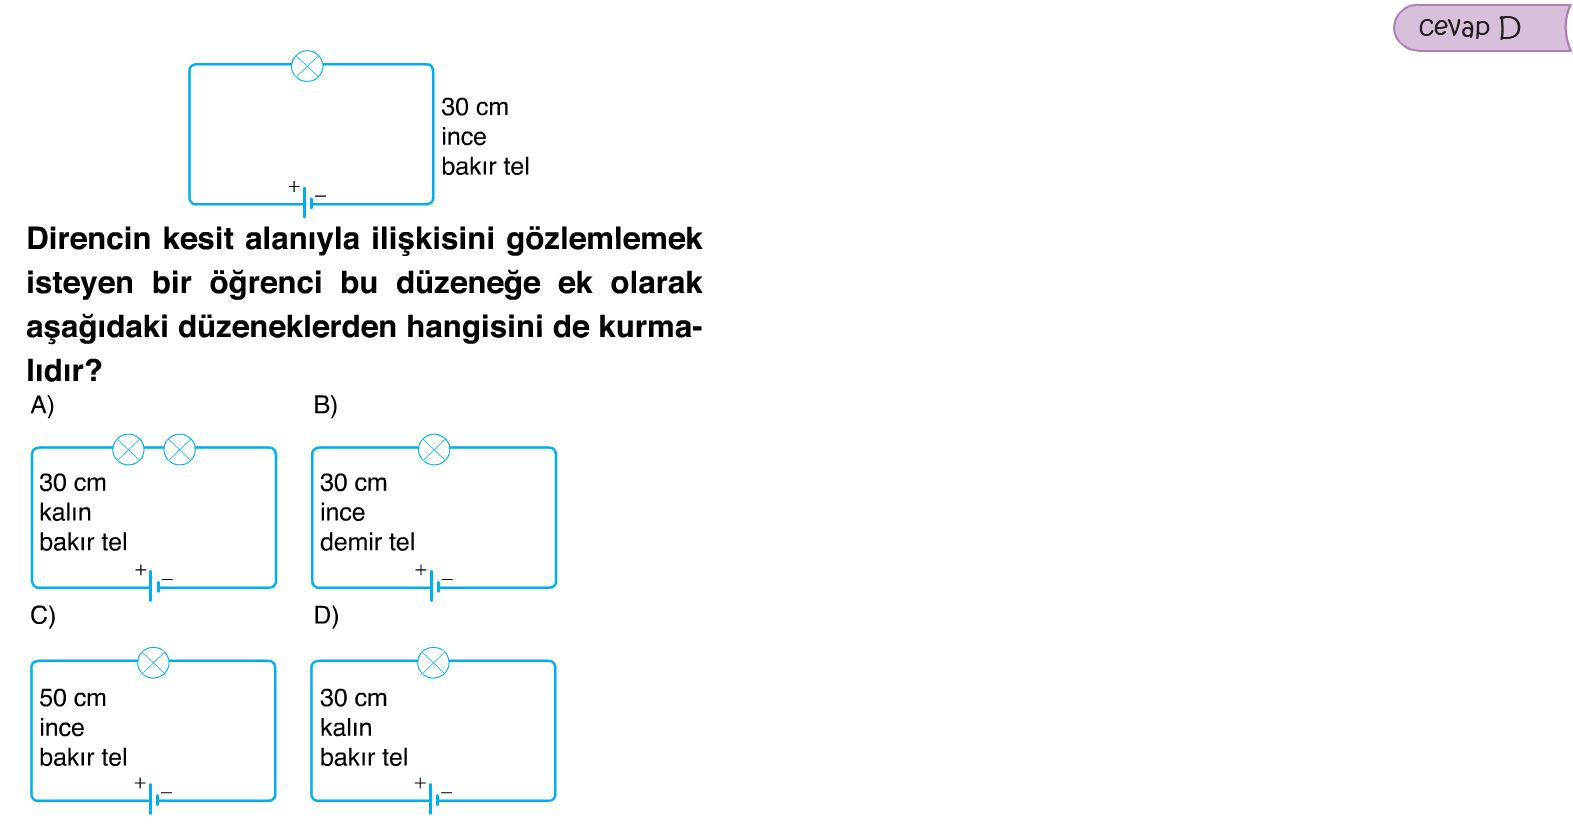 cevap D
30 cm
ince
bakır tel
+
–
Direncin kesit alanıyla ilişkisini gözlemlemek
isteyen bir öğrenci bu düzeneğe ek olarak
aşağıdaki düzeneklerden hangisini de kurma-
lıdır?
A)
30 cm
kalın
bakır tel
+
–
B)
30 cm
ince
demir tel
+
–
C)
50 cm
ince
bakır tel
+
–
D)
30 cm
kalın
bakır tel
+
–